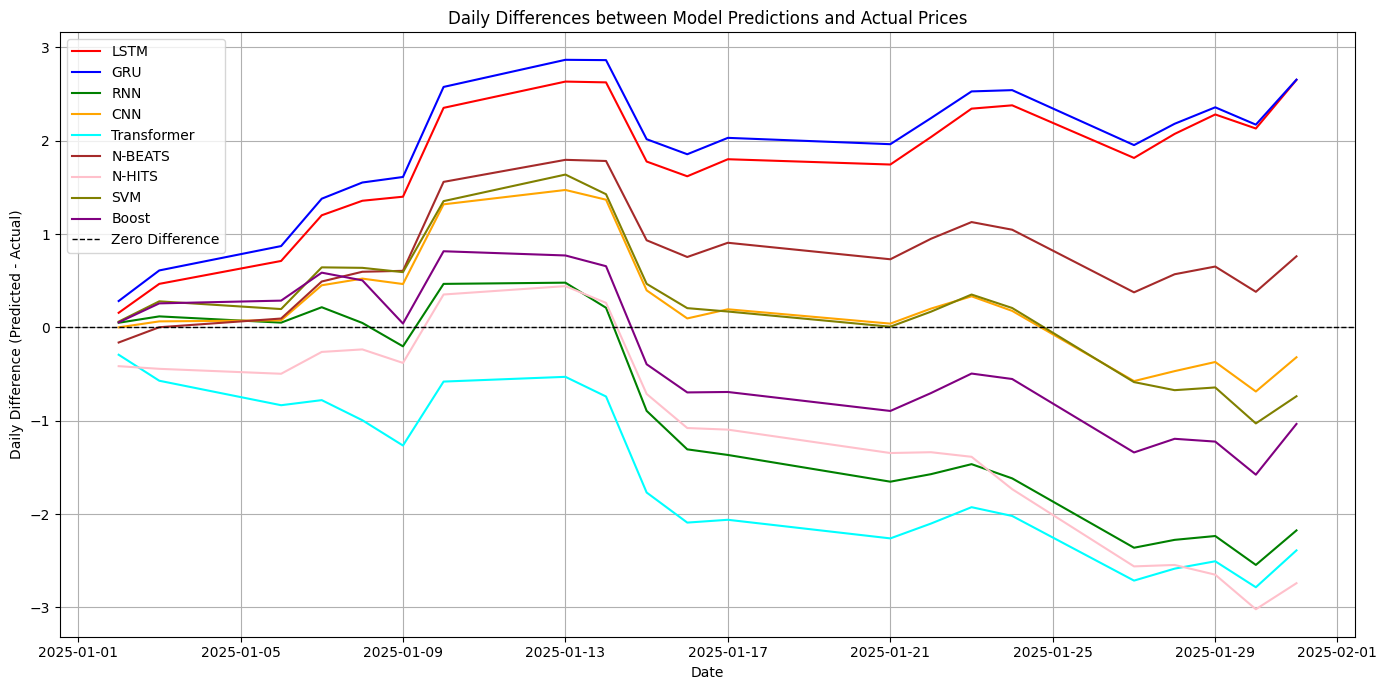 Daily Differences between Model Predictions and Actual Prices
LSTM
GRU
RNN
CNN
Transformer
N-BEATS
N-HITS
SVM
Boost
Zero Difference
Daily Difference (Predicted - Actual)
3
2
1
0
−1
−2
−3
2025-01-01 2025-01-05 2025-01-09 2025-01-13 2025-01-17 2025-01-21 2025-01-25 2025-01-29 2025-02-01
Date